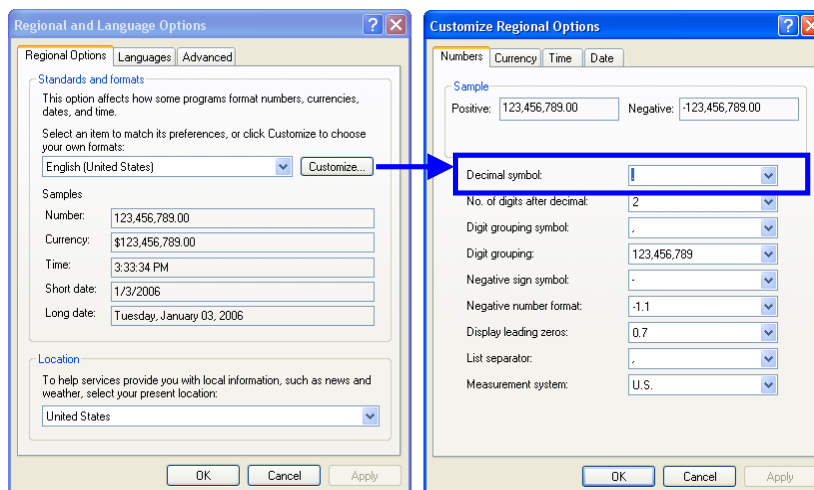 Regional and Language Options
Regional Options Languages Advanced
Standards and formats
This option affects how some programs format numbers, currencies,
dates, and time.
Select an item to match its preferences, or click Customize to choose
your own formats:
English (United States) Customize...
Samples
Number: 123,456,789.00
Currency: $123,456,789.00
Time: 3:33:34 PM
Short date: 1/3/2006
Long date: Tuesday, January 03, 2006
Location
To help services provide you with local information, such as news and
weather, select your present location:
United States
OK Cancel Apply
Customize Regional Options
Numbers Currency Time Date
Sample
Positive: 123,456,789.00 Negative: -123,456,789.00
Decimal symbol: .
No. of digits after decimal: 2
Digit grouping symbol: ,
Digit grouping: 123,456,789
Negative sign symbol: -
Negative number format: -1.1
Display leading zeros: 0.7
List separator: ,
Measurement system: U.S.
OK Cancel Apply